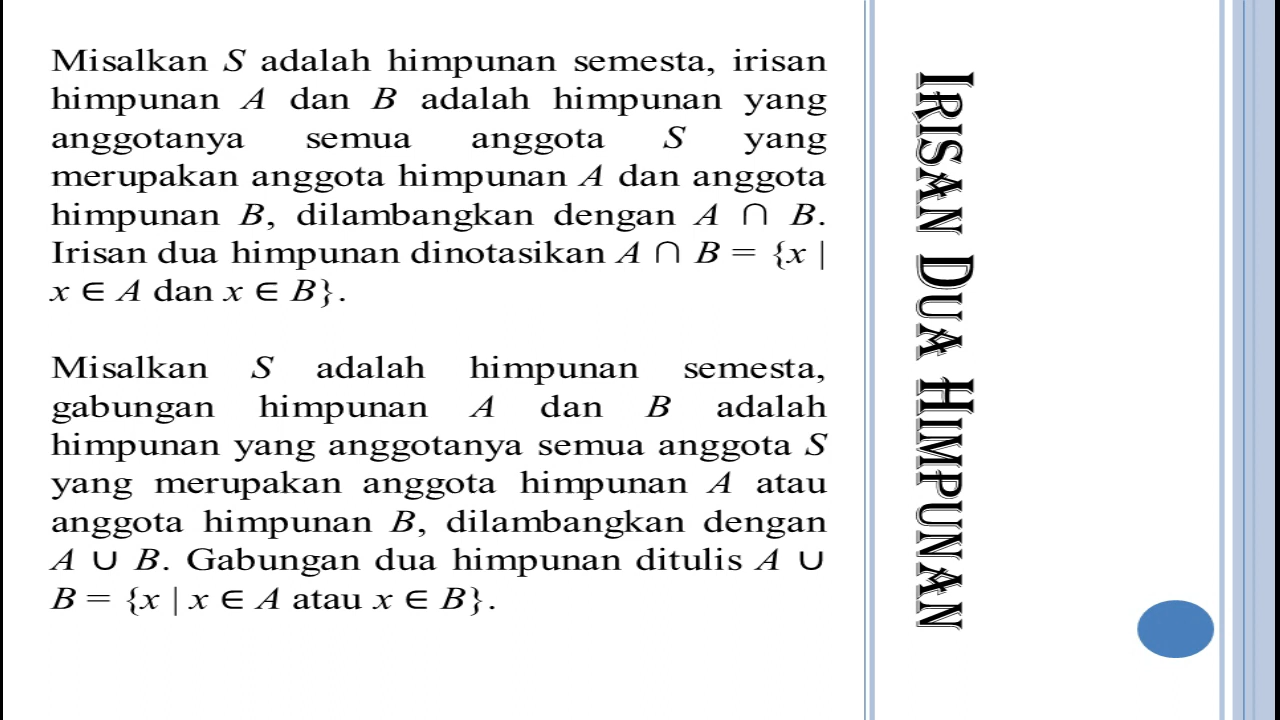 Misalkan S adalah himpunan semesta, irisan
himpunan A dan B adalah himpunan yang
anggotanya semua anggota S yang
merupakan anggota himpunan A dan anggota
himpunan B, dilambangkan dengan A ∩ B.
Irisan dua himpunan dinotasikan A ∩ B = {x |
x ∈ A dan x ∈ B}.
Misalkan S adalah himpunan semesta,
gabungan himpunan A dan B adalah
himpunan yang anggotanya semua anggota S
yang merupakan anggota himpunan A atau
anggota himpunan B, dilambangkan dengan
A ∪ B. Gabungan dua himpunan ditulis A ∪
B = {x | x ∈ A atau x ∈ B}.
IRISAN DUA HIMPUNAN